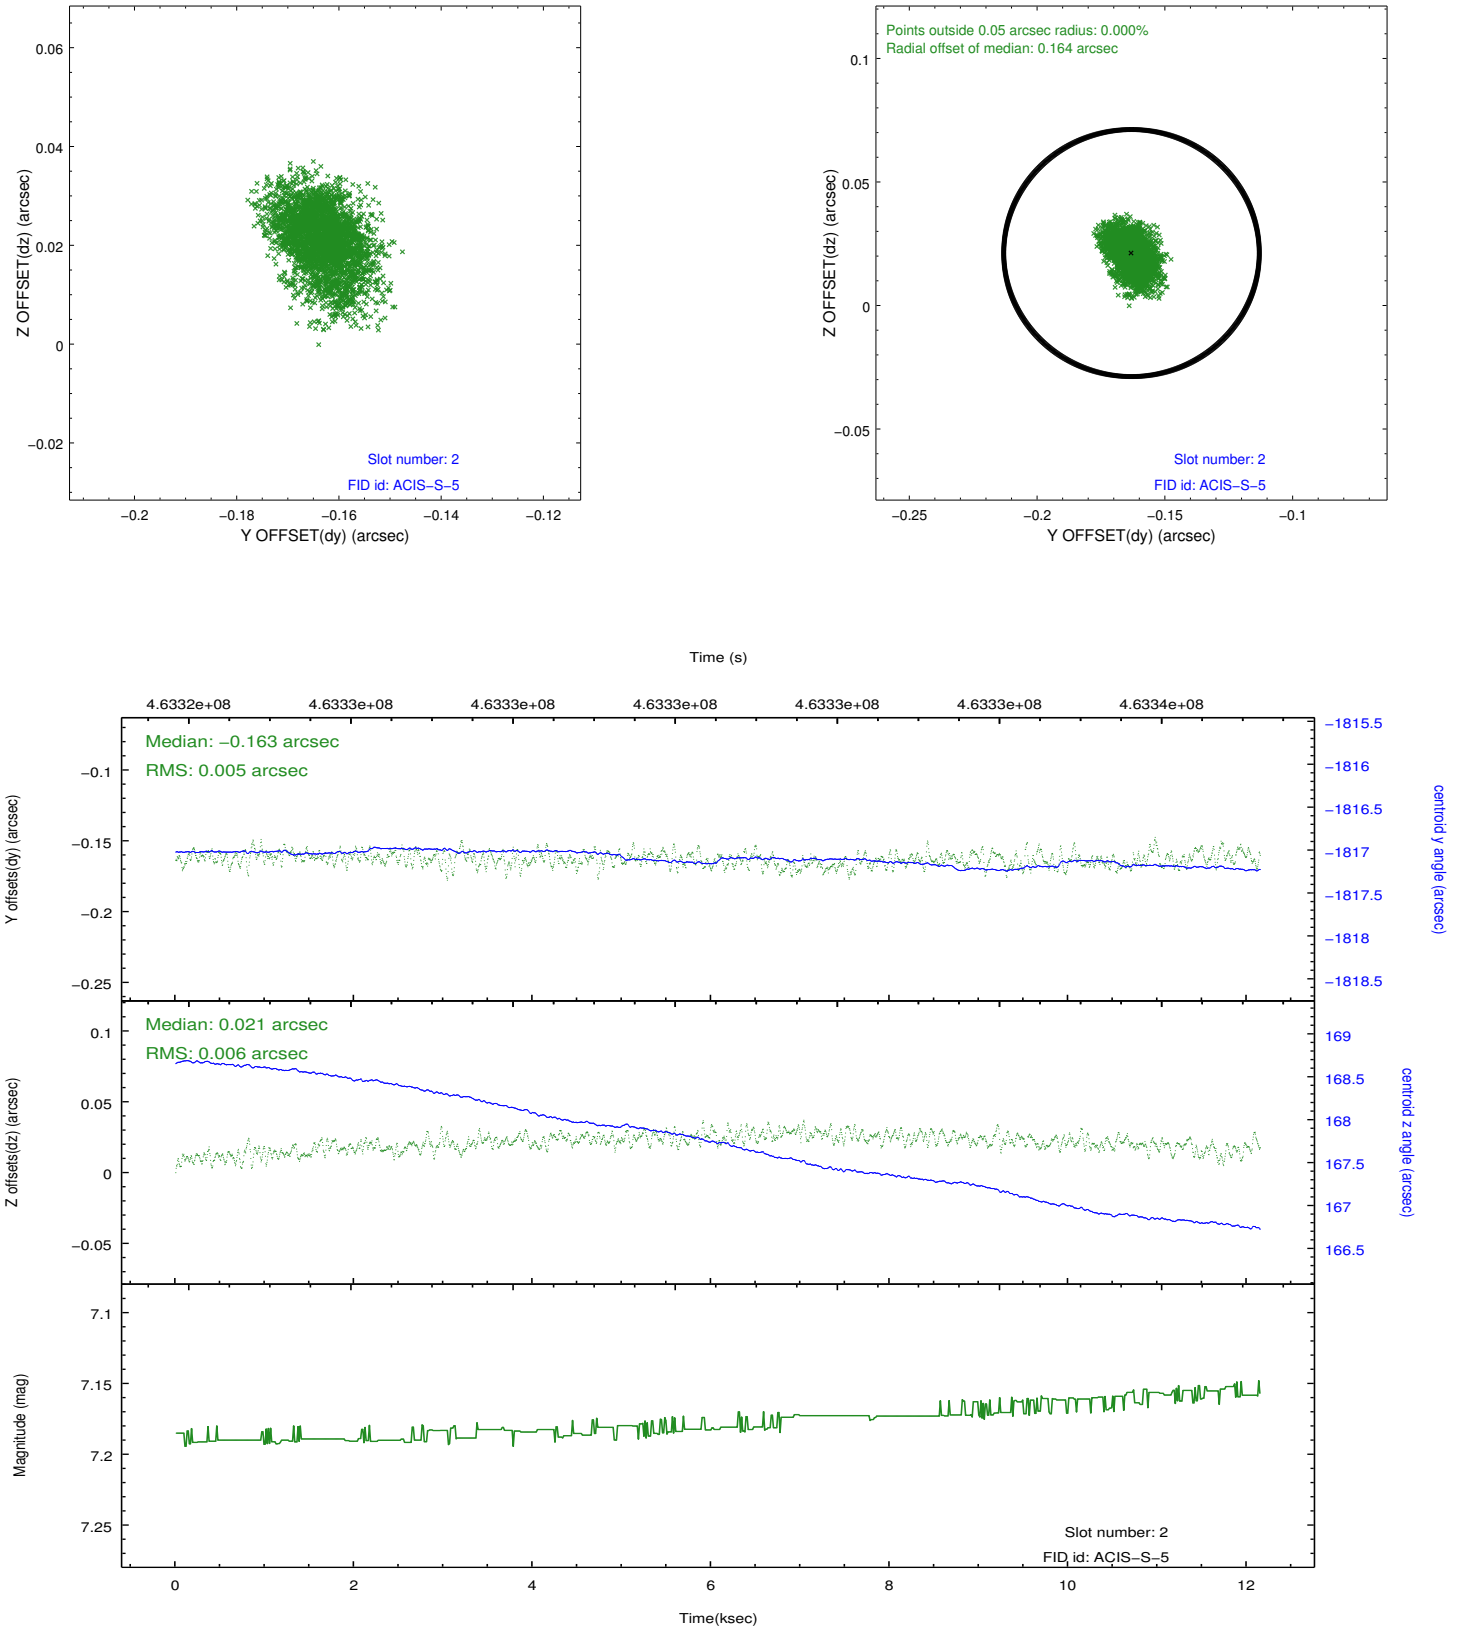 0.06
0.04
0.02
0
−0.02
Z OFFSET(dz) (arcsec)
Slot number: 2
FID id: ACIS−S−5
−0.2
−0.18
−0.16
−0.14
−0.12
Y OFFSET(dy) (arcsec)
Points outside 0.05 arcsec radius: 0.000%
Radial offset of median: 0.164 arcsec
0.1
0.05
0
−0.05
Z OFFSET(dz) (arcsec)
Slot number: 2
FID id: ACIS−S−5
−0.25
−0.2
−0.15
−0.1
Y OFFSET(dy) (arcsec)
Time (s)
4.6332e+08
4.6333e+08
4.6333e+08
4.6333e+08
4.6333e+08
4.6333e+08
4.6334e+08
Median: −0.163 arcsec
RMS: 0.005 arcsec
−0.1
−0.15
−0.2
−0.25
Y offsets(dy) (arcsec)
−1815.5
−1816
−1816.5
−1817
−1817.5
−1818
−1818.5
centroid y angle (arcsec)
Median: 0.021 arcsec
RMS: 0.006 arcsec
0.1
0.05
0
−0.05
Z offsets(dz) (arcsec)
169
168.5
168
167.5
167
166.5
centroid z angle (arcsec)
7.1
7.15
7.2
7.25
Magnitude (mag)
Slot number: 2
FID id: ACIS−S−5
0
2
4
6
8
10
12
Time(ksec)